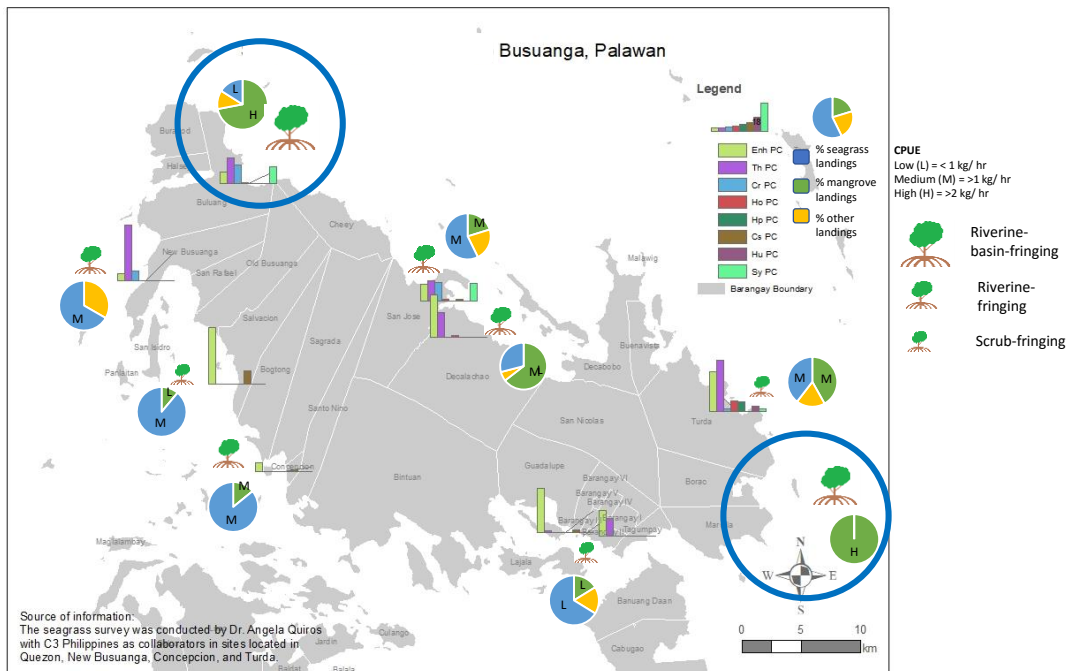 Busuanga, Palawan
Legend
Enh PC
Th PC
Cr PC
Ho PC
Hp PC
Cs PC
Hu PC
Sy PC
Barangay Boundary
% seagrass
landings
% mangrove
landings
% other
landings
CPUE
Low (L) = < 1 kg/ hr
Medium (M) = >1 kg/ hr
High (H) = >2 kg/ hr
Riverine-
basin-fringing
Riverine-
fringing
Scrub-fringing
L
H
Buluang
Cheey
New Busuanga
Old Busuanga
San Rafael
M
M
M
Malawig
San Jose
Salvacion
Sagrada
San Isidro
Panlaitan
Bogtong
Buenavista
Decabobo
Decalachao
M
L
M
Santo Nino
San Nicolas
M
M
Turda
Concepcion
M
M
Bintuan
Guadalupe
Barangay VI
Barangay V
Barangay IV
Barangay I
Tagumpay
Borac
H
Maglalambay
Lajala
L
L
Banuang Daan
Cabugao
N
W
E
S
0
5
10
km
Culango
Jardin
Source of information:
The seagrass survey was conducted by Dr. Angela Quiros
with C3 Philippines as collaborators in sites located in
Quezon, New Busuanga, Concepcion, and Turda.